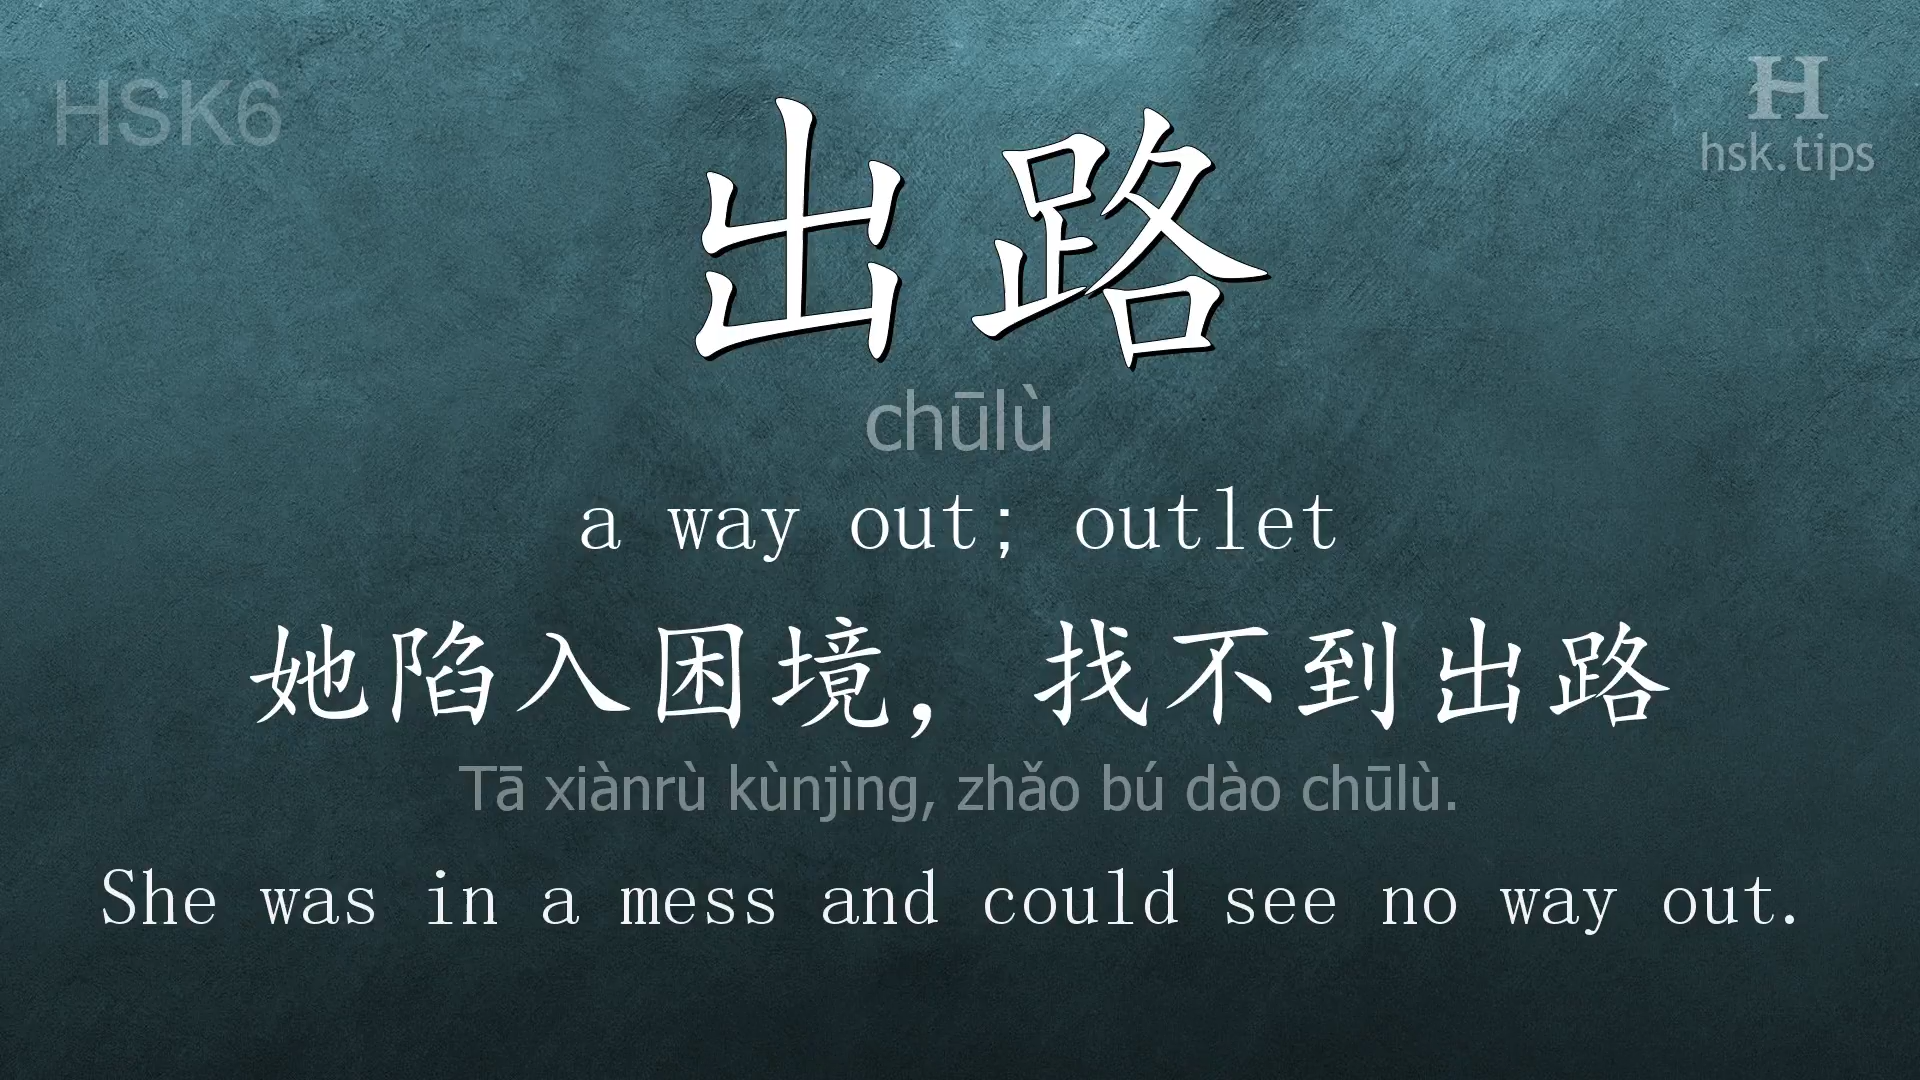 HSK6
H
hsk.tips
出路
chūlù
a way out; outlet
她陷入困境，找不到出路
Tā xiànrù kùnjìng, zhǎo bú dào chūlù.
She was in a mess and could see no way out.